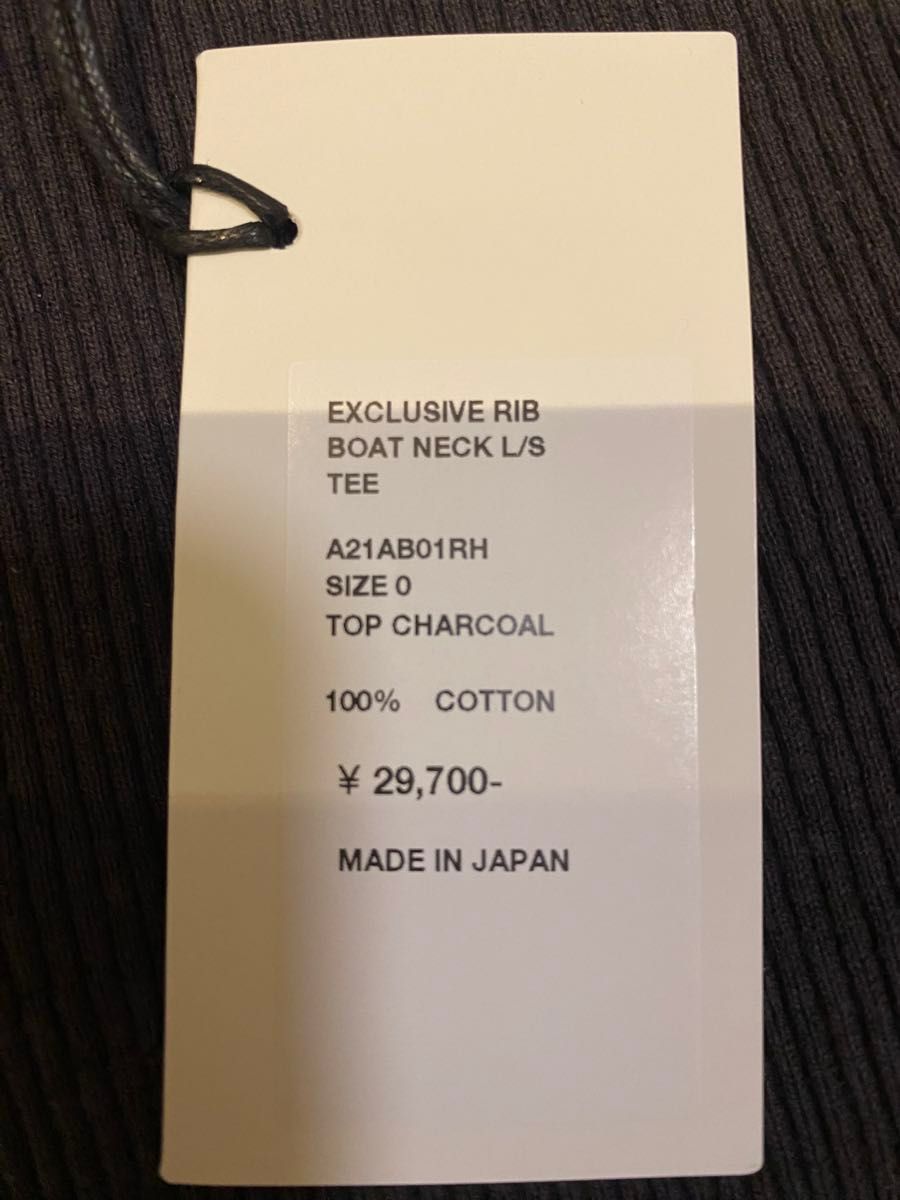 EXCLUSIVE RIB
BOAT NECK L/S
TEE
A21AB01RH
SIZE 0
TOP CHARCOAL
100% COTTON
¥ 29,700-
MADE IN JAPAN